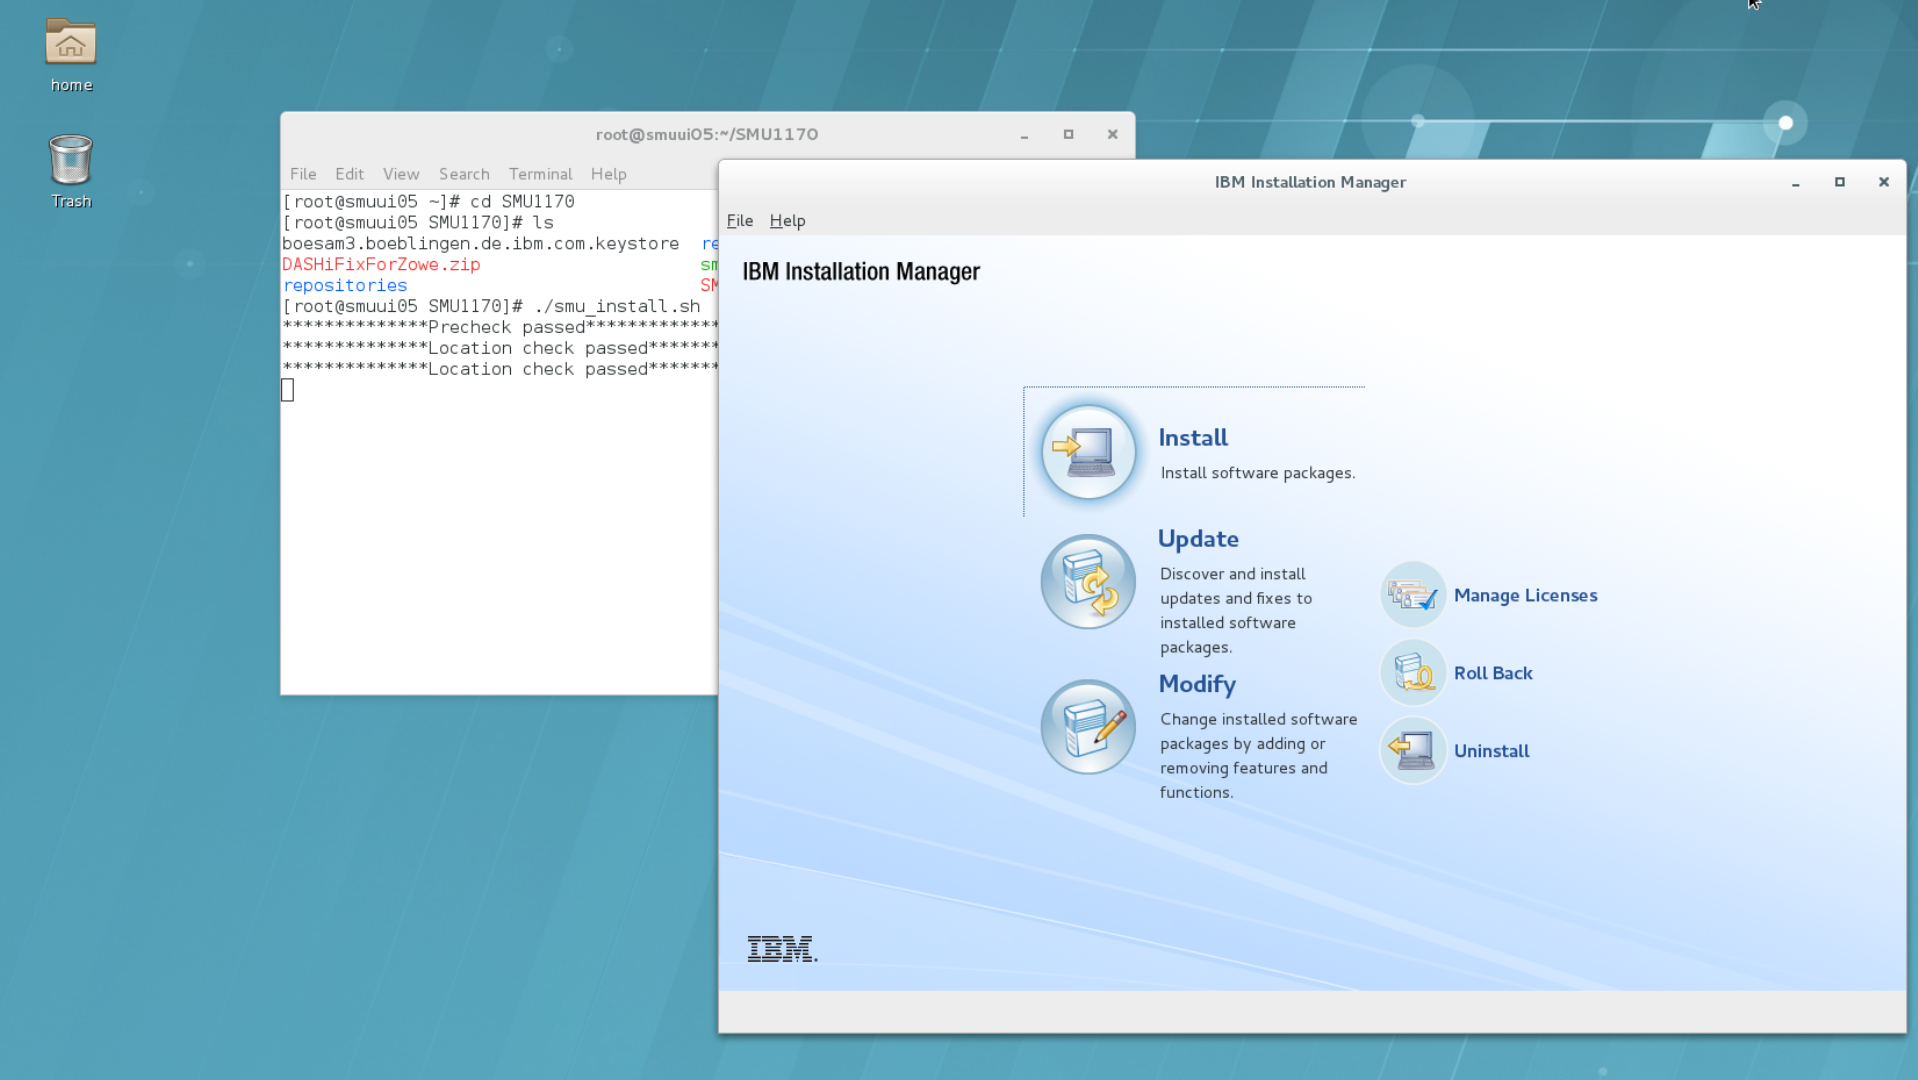 home
Trash
root@smuui05:~/SMU1170
File Edit View Search Terminal Help
[root@smuui05 ~]# cd SMU1170
[root@smuui05 SMU1170]# ls
boesam3.boeblingen.de.ibm.com.keystore re
DASHiFixForZowe.zip sm
repositories SM
[root@smuui05 SMU1170]# ./smu_install.sh
**************Precheck passed*************
**************Location check passed*******
**************Location check passed*******
IBM Installation Manager
File Help
IBM Installation Manager
Install
Install software packages.
Update
Discover and install
updates and fixes to
installed software
packages.
Modify
Change installed software
packages by adding or
removing features and
functions.
Manage Licenses
Roll Back
Uninstall
IBM.